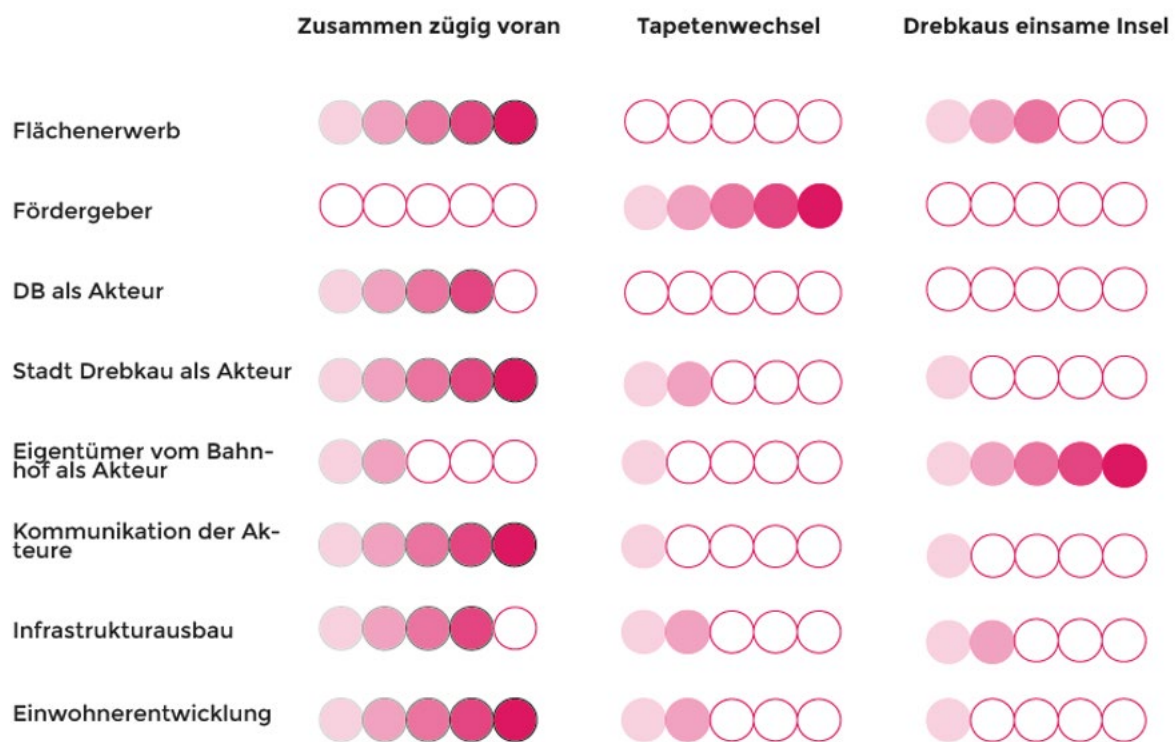 Zusammen zügig voran
Tapetenwechsel
Drebkaus einsame Insel
Flächenerwerb
Fördergeber
DB als Akteur
Stadt Drebkau als Akteur
Eigentümer vom Bahn-
hof als Akteur
Kommunikation der Ak-
teure
Infrastrukturausbau
Einwohnerentwicklung